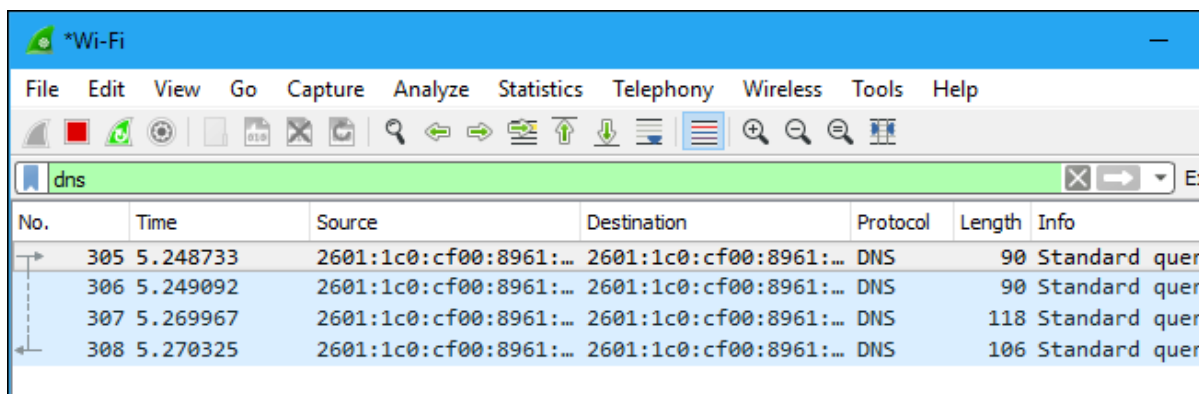 *Wi-Fi
File Edit View Go Capture Analyze Statistics Telephony Wireless Tools Help
dns
No. Time Source Destination Protocol Length Info
305 5.248733 2601:1c0:cf00:8961:… 2601:1c0:cf00:8961:… DNS 90 Standard quer
306 5.249092 2601:1c0:cf00:8961:… 2601:1c0:cf00:8961:… DNS 90 Standard quer
307 5.269967 2601:1c0:cf00:8961:… 2601:1c0:cf00:8961:… DNS 118 Standard quer
308 5.270325 2601:1c0:cf00:8961:… 2601:1c0:cf00:8961:… DNS 106 Standard quer